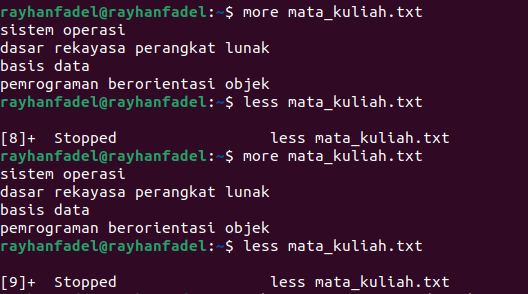 rayhanfadel@rayhanfadel:~$ more mata_kuliah.txt
sistem operasi
dasar rekayasa perangkat lunak
basis data
pemrograman berorientasi objek
rayhanfadel@rayhanfadel:~$ less mata_kuliah.txt
[8]+  Stopped                 less mata_kuliah.txt
rayhanfadel@rayhanfadel:~$ more mata_kuliah.txt
sistem operasi
dasar rekayasa perangkat lunak
basis data
pemrograman berorientasi objek
rayhanfadel@rayhanfadel:~$ less mata_kuliah.txt
[9]+  Stopped                 less mata_kuliah.txt